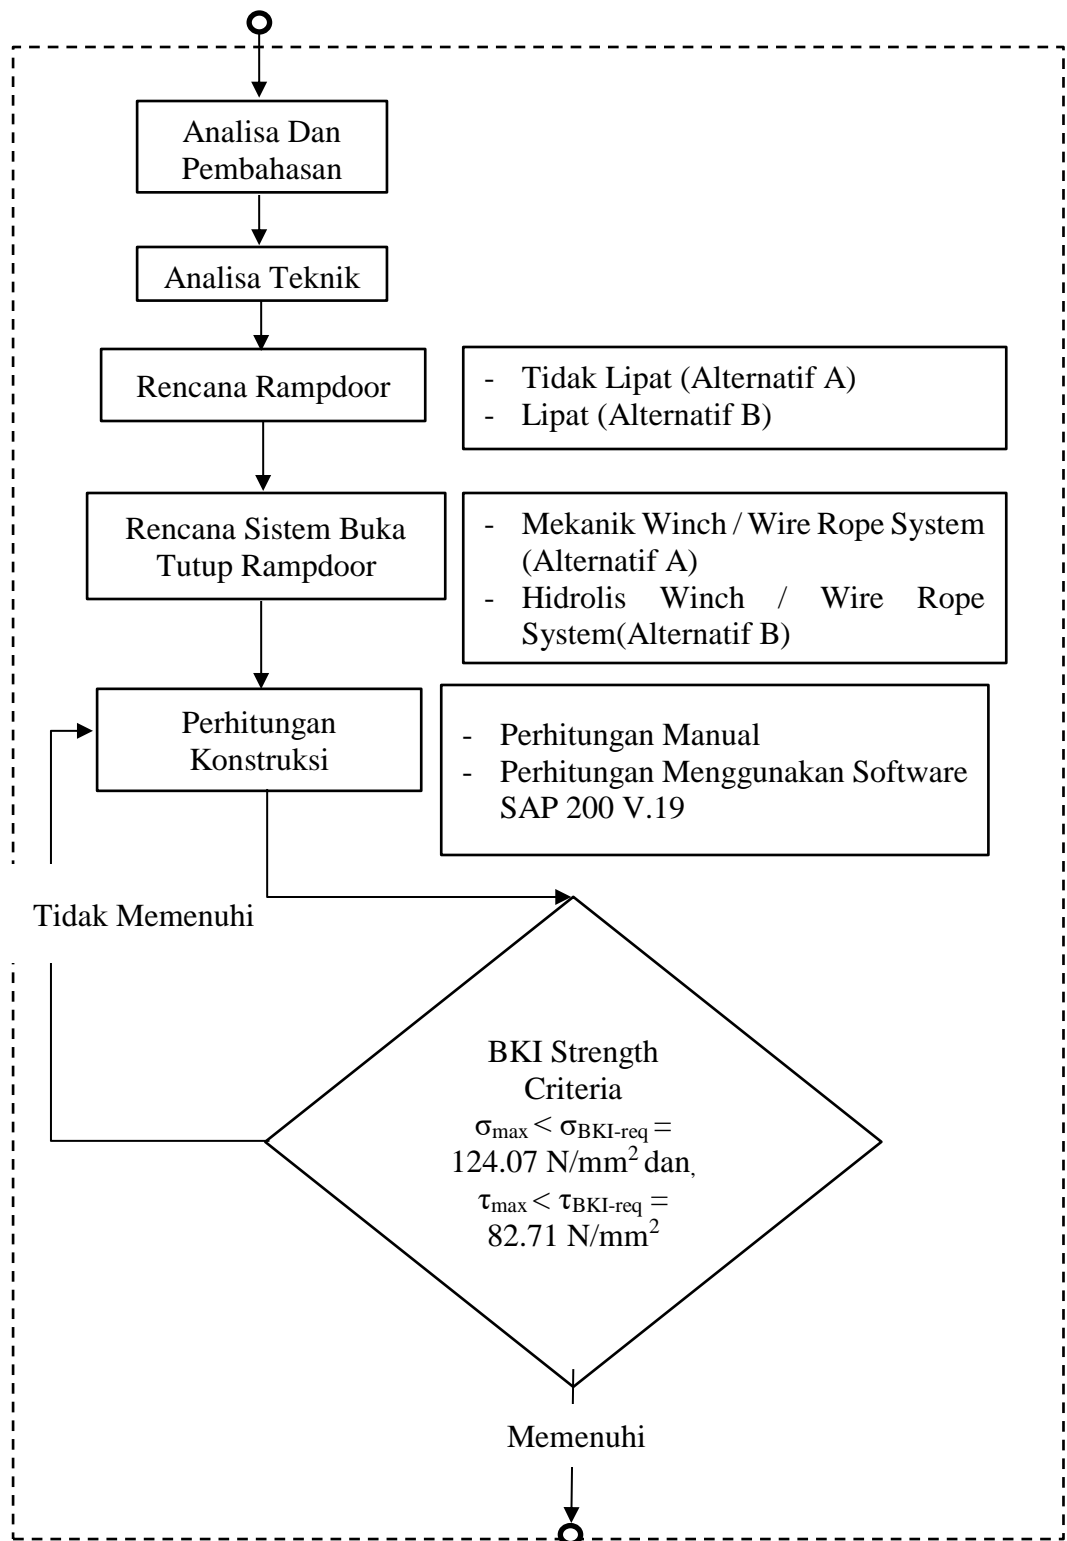 Analisa Dan
Pembahasan
Analisa Teknik
Rencana Rampdoor
- Tidak Lipat (Alternatif A)
- Lipat (Alternatif B)
Rencana Sistem Buka
Tutup Rampdoor
- Mekanik Winch / Wire Rope System
(Alternatif A)
- Hidrolis Winch / Wire Rope
System(Alternatif B)
Perhitungan
Konstruksi
- Perhitungan Manual
- Perhitungan Menggunakan Software
SAP 200 V.19
Tidak Memenuhi
BKI Strength
Criteria
σmax < σBKI-req =
124.07 N/mm² dan,
τmax < τBKI-req =
82.71 N/mm²
Memenuhi